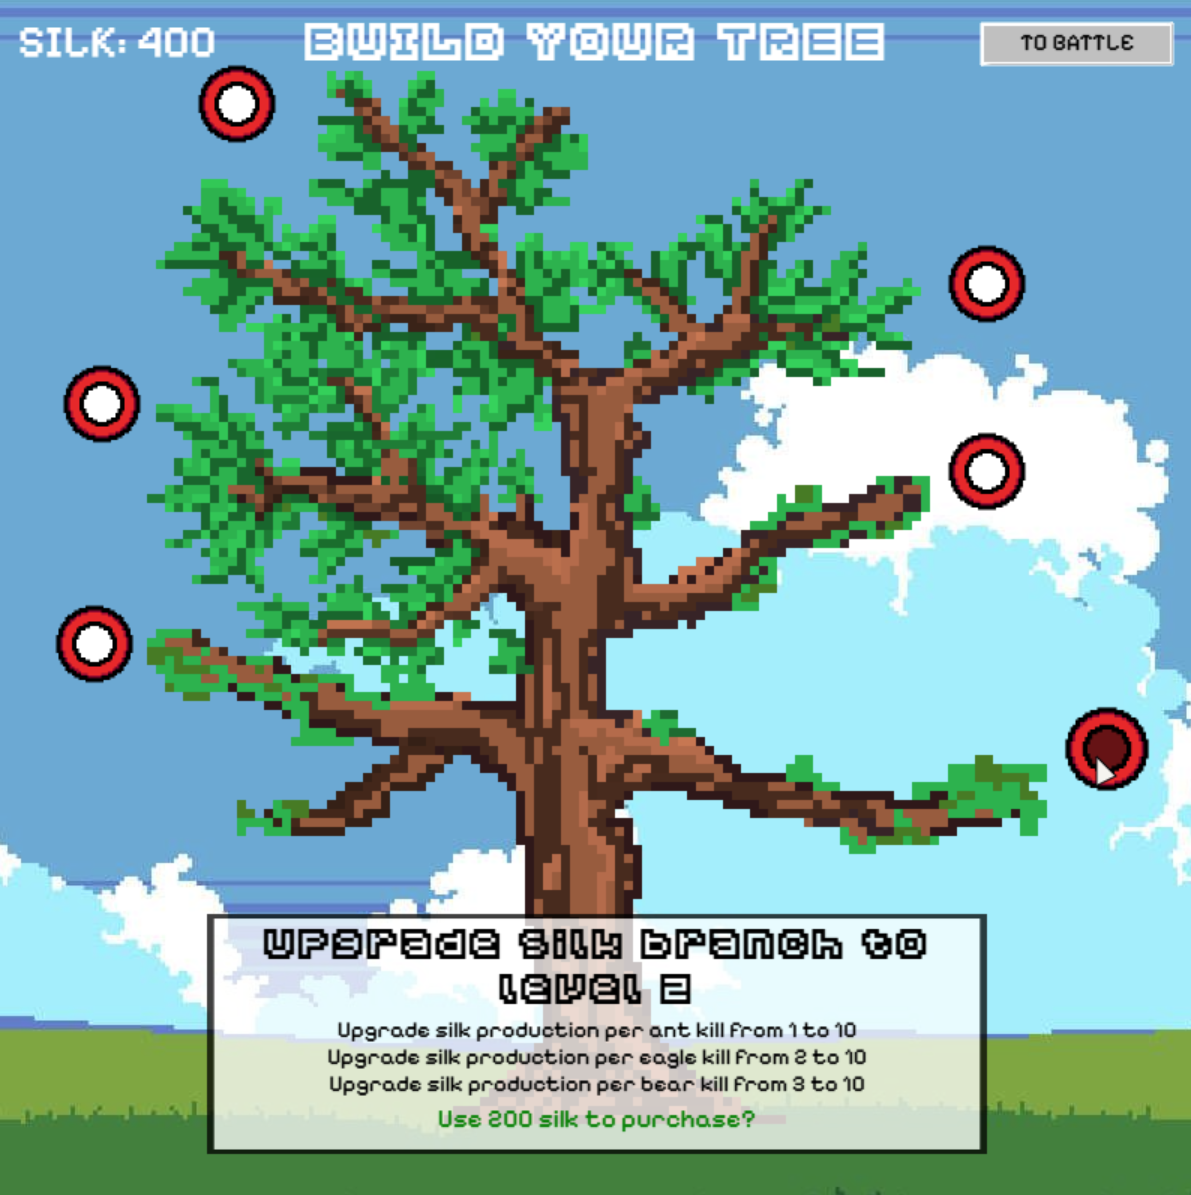 SILK: 400
BUILD YOUR TREE
TO BATTLE
Upgrade silk branch to
level 2
Upgrade silk production per ant kill from 1 to 10
Upgrade silk production per eagle kill from 2 to 10
Upgrade silk production per bear kill from 3 to 10
Use 200 silk to purchase?